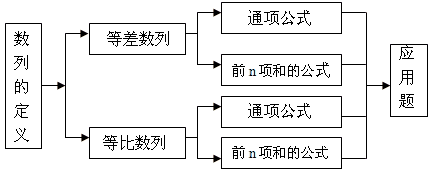 数列的定义
等差数列
通项公式
前n项和的公式
等比数列
通项公式
前n项和的公式
应用题